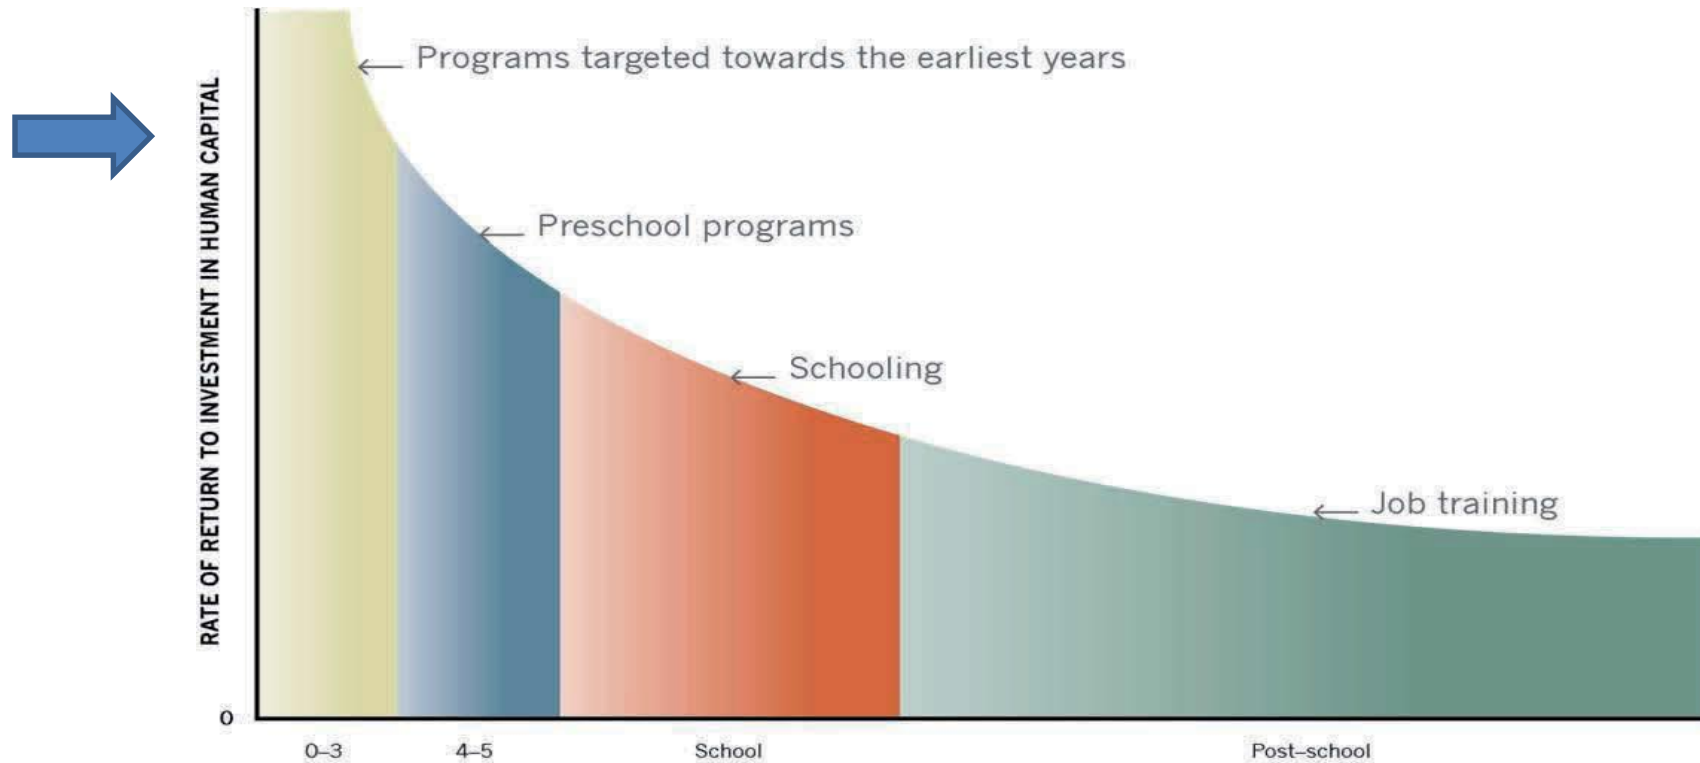 Programs targeted towards the earliest years
RATE OF RETURN TO INVESTMENT IN HUMAN CAPITAL
Preschool programs
Schooling
Job training
0
0–3
4–5
School
Post–school